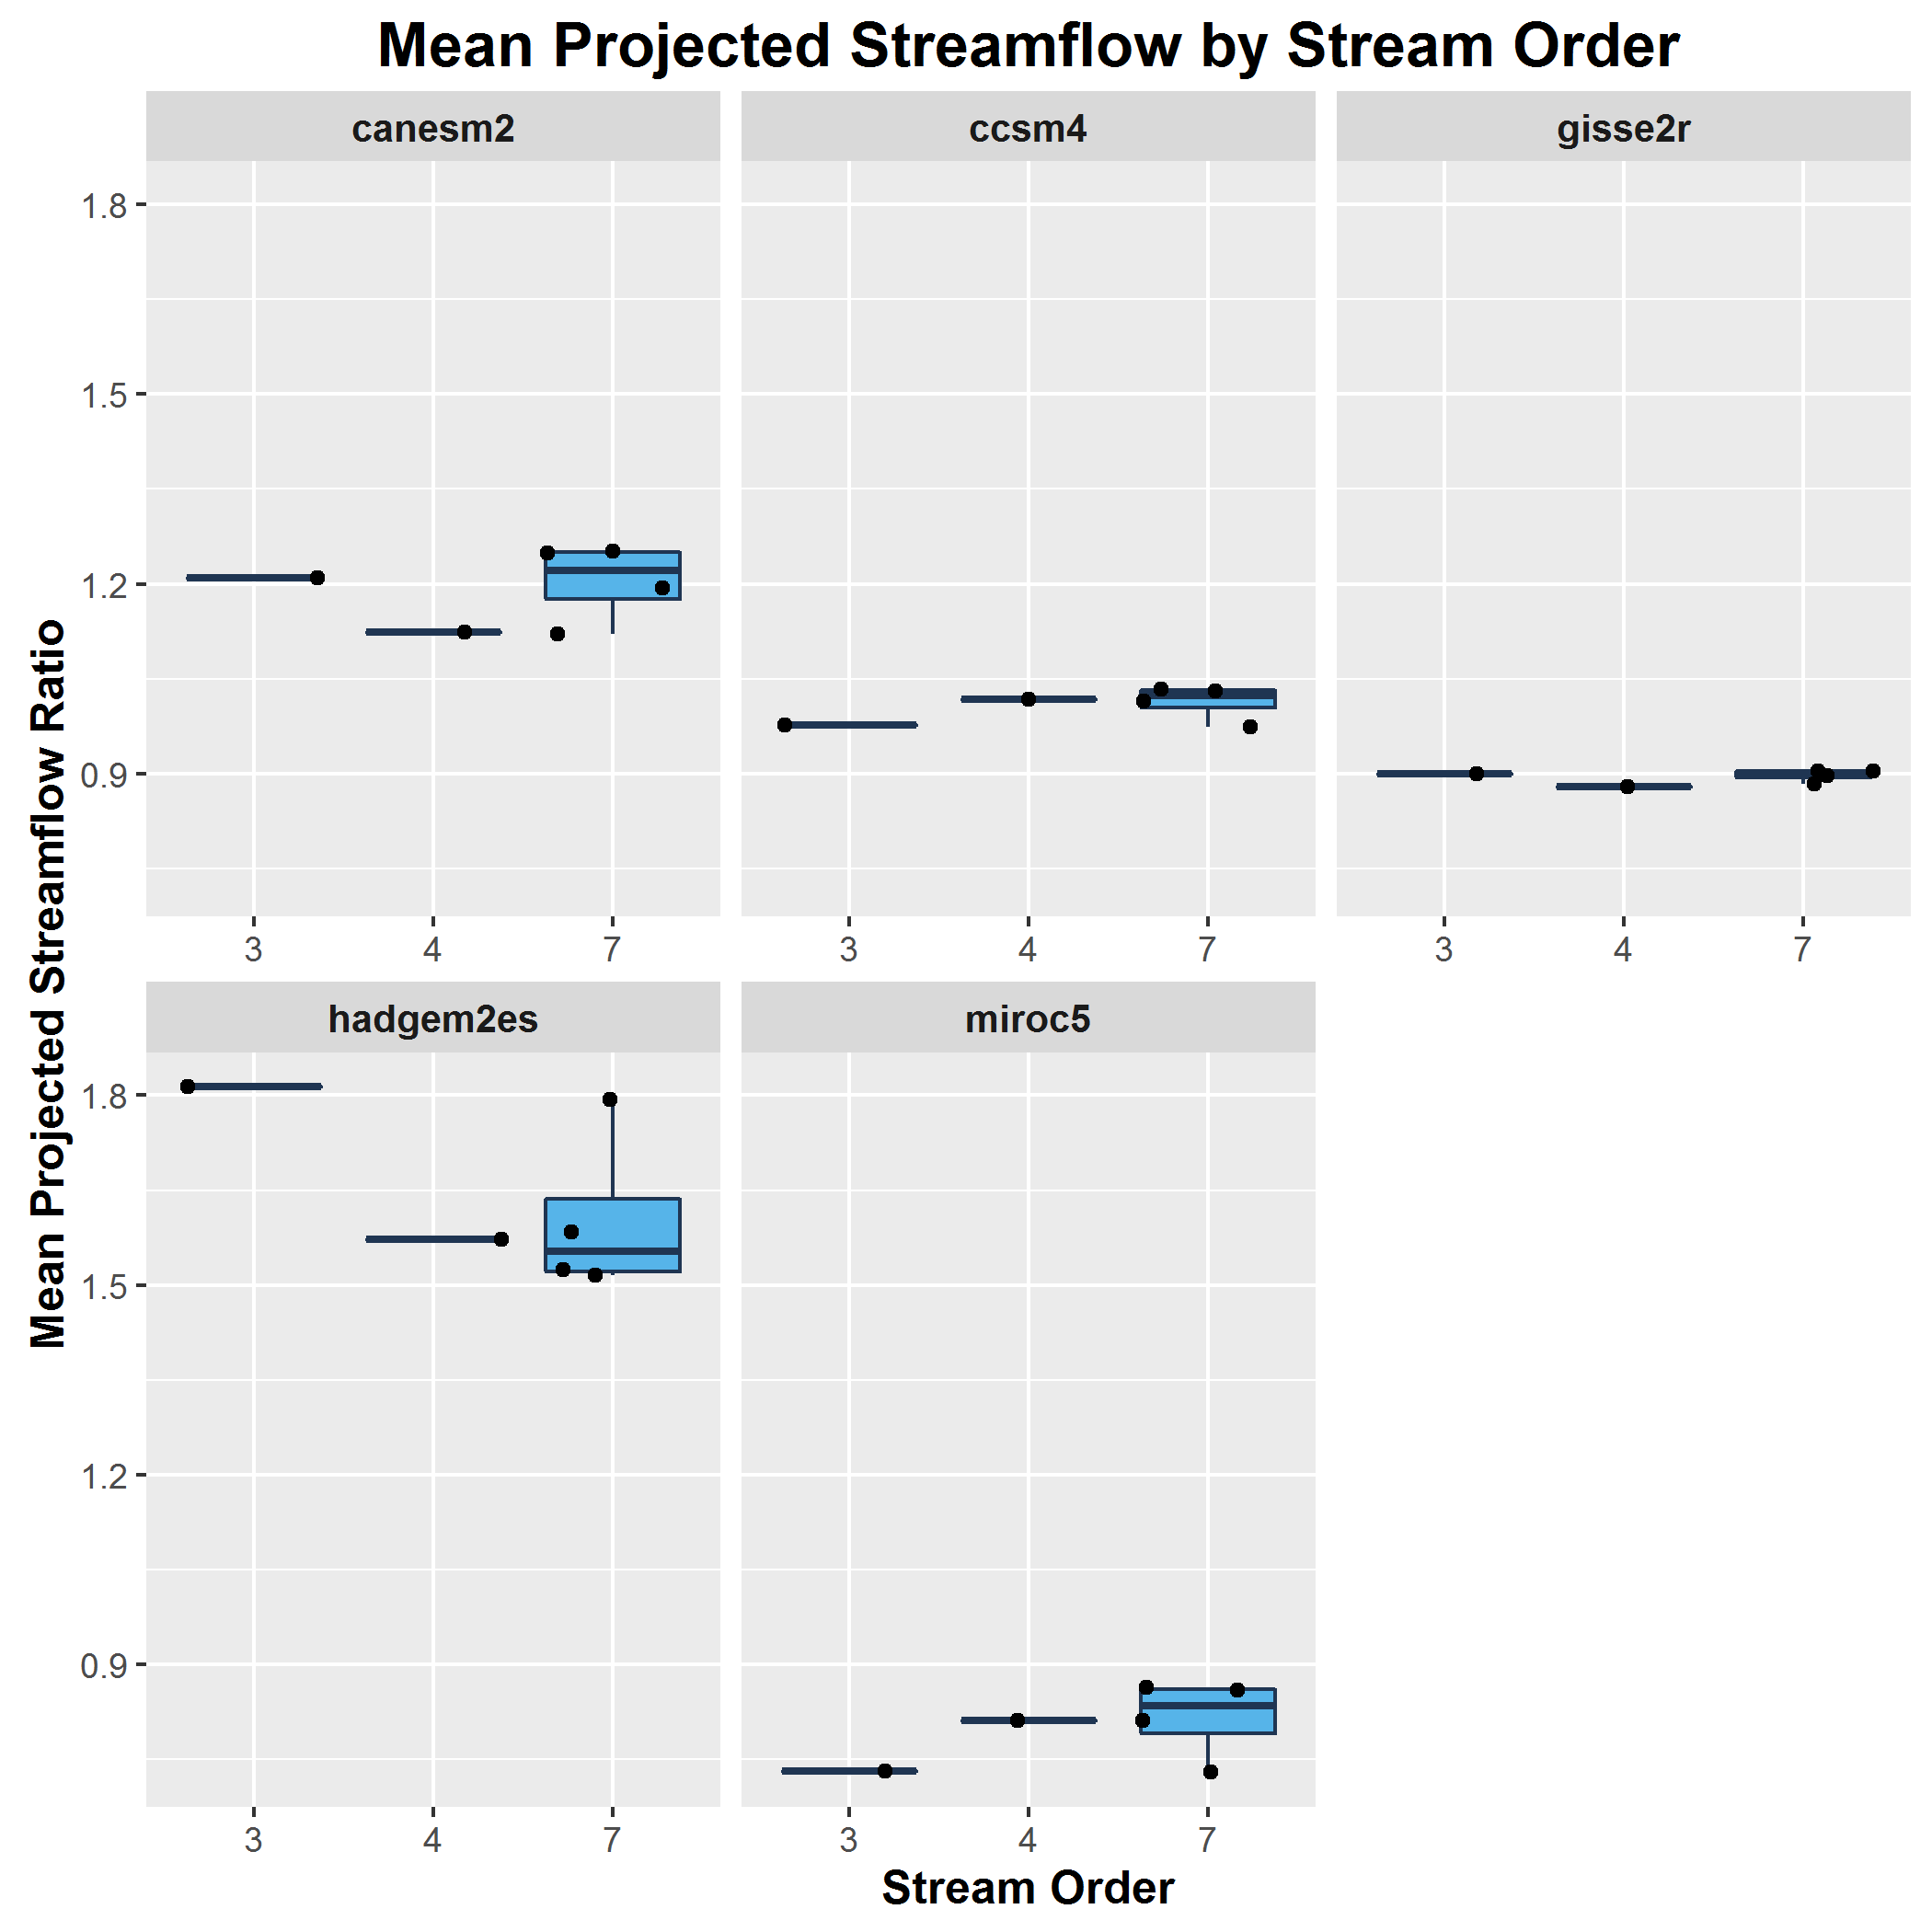 Mean Projected Streamflow by Stream Order
canesm2 ccsm4 gisse2r
1.8
1.5
1.2
0.9
3 4 7 3 4 7 3 4 7
Mean Projected Streamflow Ratio
hadgem2es miroc5
1.8
1.5
1.2
0.9
3 4 7 3 4 7
Stream Order